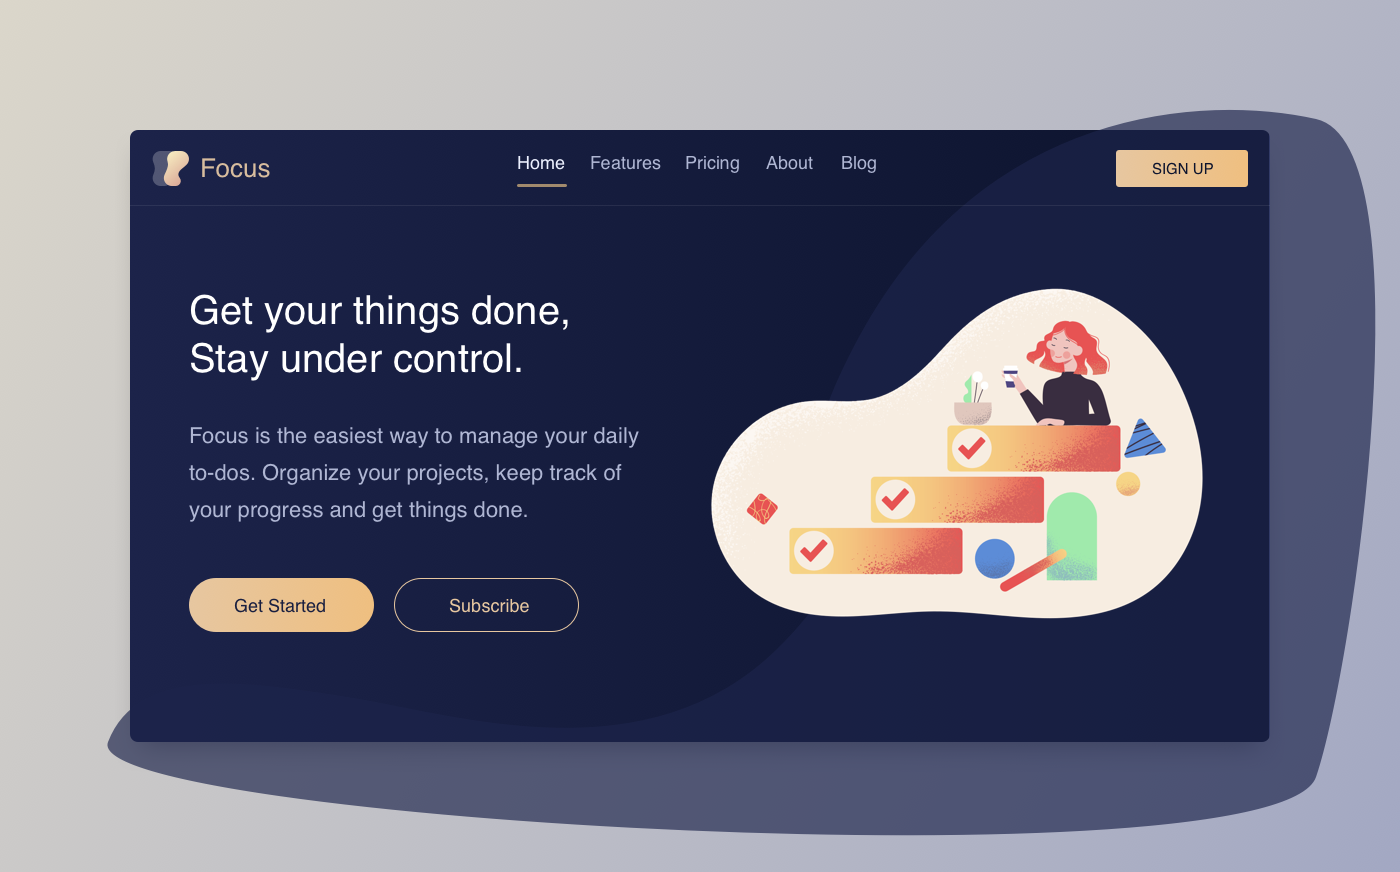 Focus
Home Features Pricing About Blog
SIGN UP
Get your things done,
Stay under control.
Focus is the easiest way to manage your daily
to-dos. Organize your projects, keep track of
your progress and get things done.
Get Started
Subscribe